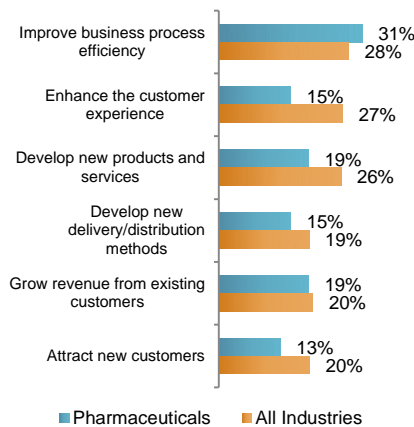 Improve business process
efficiency
31%
28%
Enhance the customer
experience
15%
27%
Develop new products and
services
19%
26%
Develop new
delivery/distribution
methods
15%
19%
Grow revenue from existing
customers
19%
20%
Attract new customers
13%
20%
Pharmaceuticals
All Industries